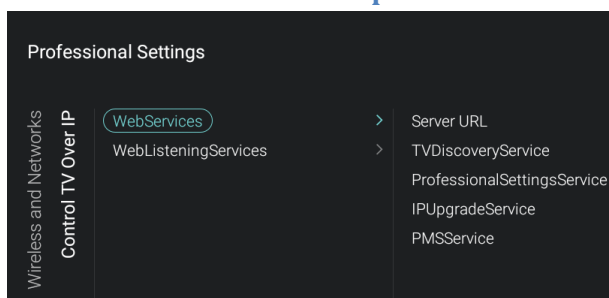 Professional Settings
Wireless and Networks
Control TV Over IP
WebServices
WebListeningServices
Server URL
TVDiscoveryService
ProfessionalSettingsService
IPUpgradeService
PMSService